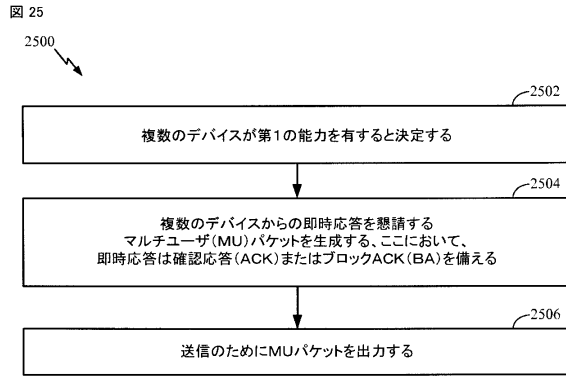 図 25
2500
2502
複数のデバイスが第1の能力を有すると決定する
2504
複数のデバイスからの即時応答を懇請する
マルチユーザ(MU)パケットを生成する、ここにおいて、
即時応答は確認応答(ACK)またはブロックACK(BA)を備える
2506
送信のためにMUパケットを出力する